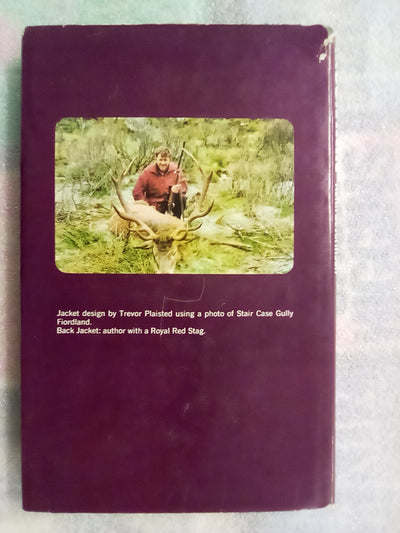 Jacket design by Trevor Plaisted using a photo of Stair Case Gully
Fiordland.
Back Jacket: author with a Royal Red Stag.